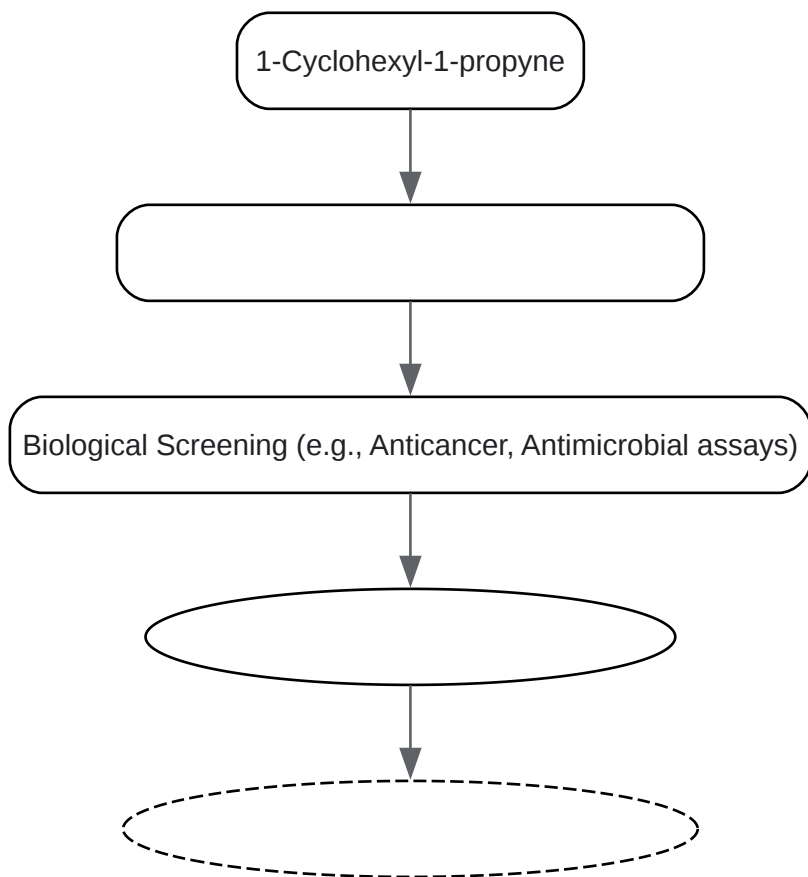 1-Cyclohexyl-1-propyne
Biological Screening (e.g., Anticancer, Antimicrobial assays)